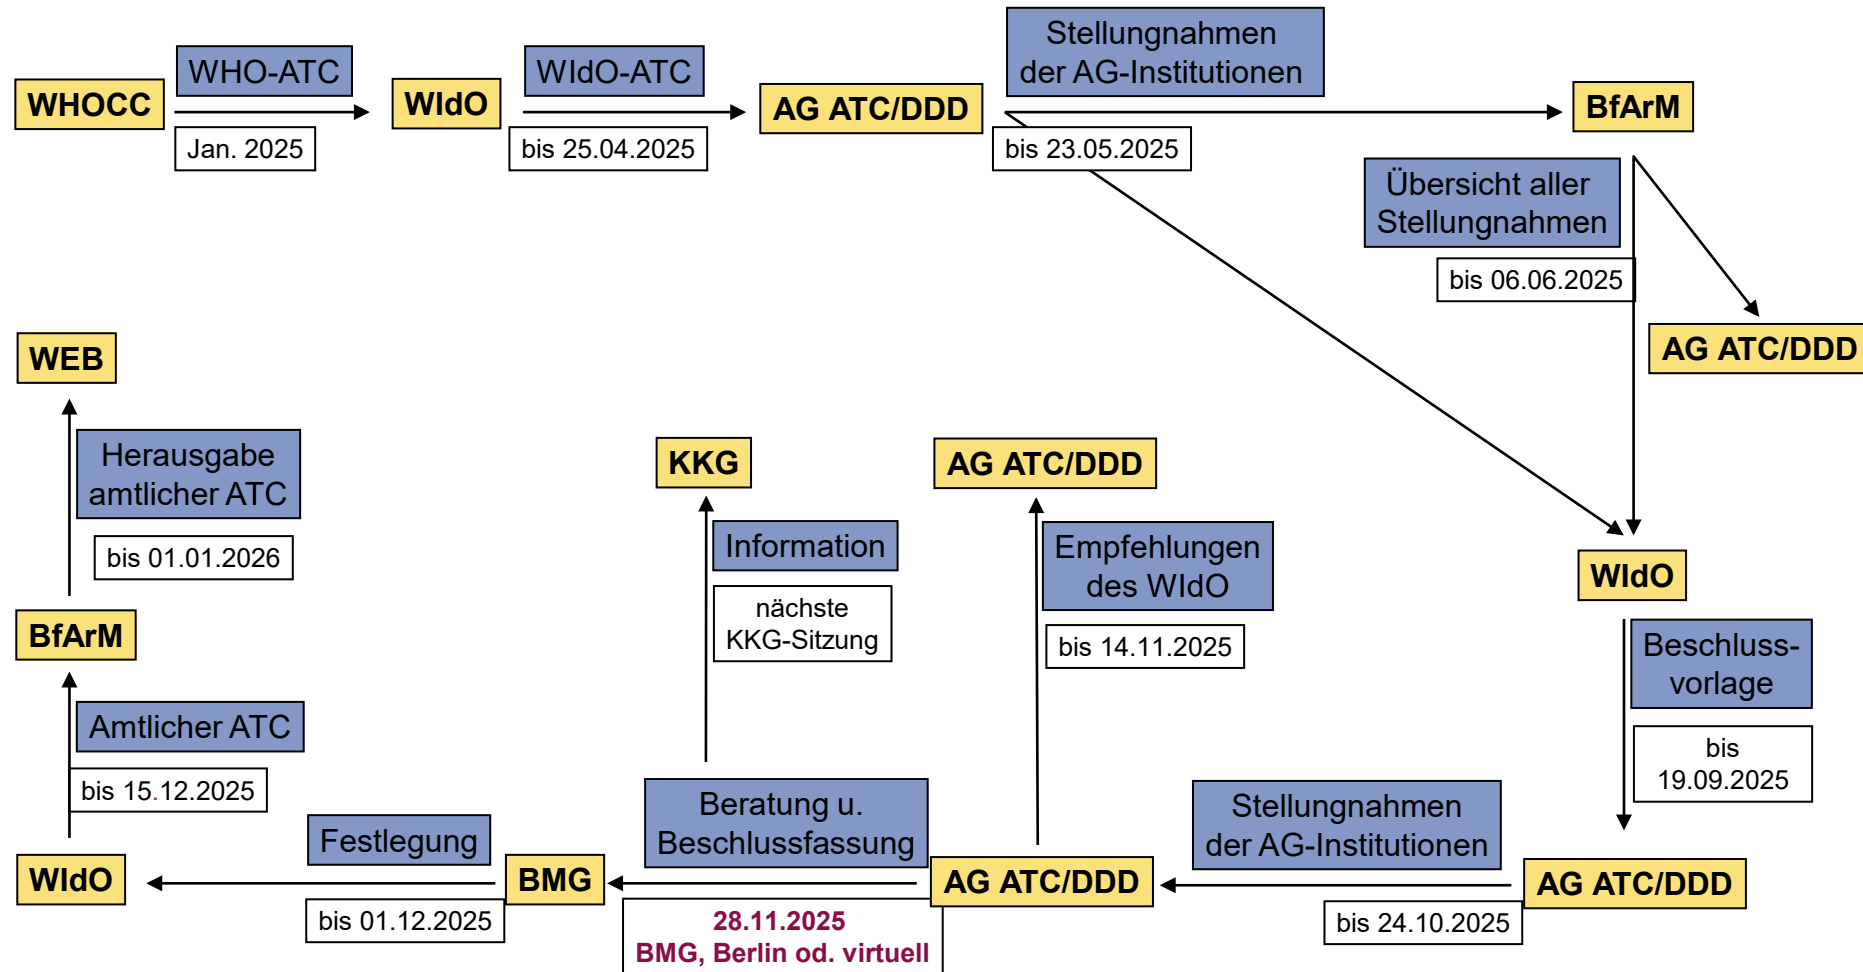 WHOCC
WHO-ATC
Jan. 2025
WIdO
WIdO-ATC
bis 25.04.2025
AG ATC/DDD
Stellungnahmen
der AG-Institutionen
bis 23.05.2025
BfArM
Übersicht aller
Stellungnahmen
bis 06.06.2025
AG ATC/DDD
WIdO
Beschluss-
vorlage
bis
19.09.2025
AG ATC/DDD
Stellungnahmen
der AG-Institutionen
bis 24.10.2025
AG ATC/DDD
Empfehlungen
des WIdO
bis 14.11.2025
AG ATC/DDD
Beratung u.
Beschlussfassung
28.11.2025
BMG, Berlin od. virtuell
KKG
Information
nächste
KKG-Sitzung
BMG
Festlegung
bis 01.12.2025
WIdO
Amtlicher ATC
bis 15.12.2025
BfArM
Herausgabe
amtlicher ATC
bis 01.01.2026
WEB